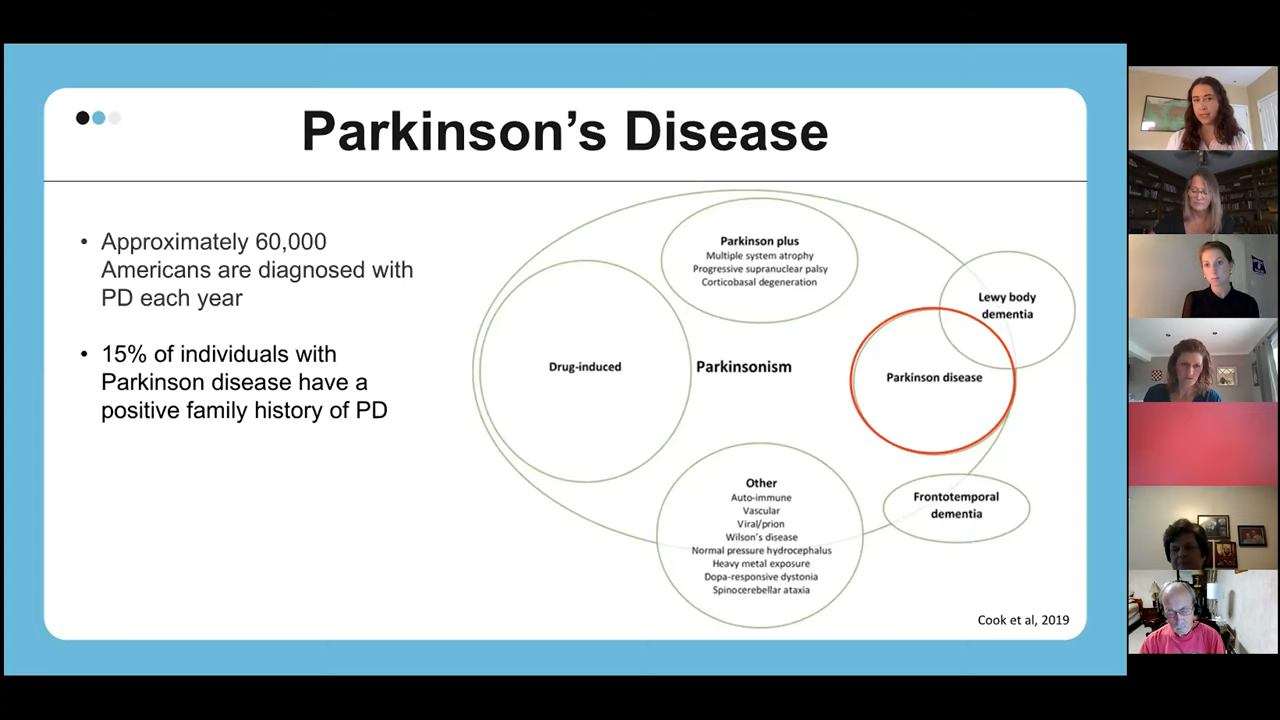 Parkinson’s Disease
• Approximately 60,000
Americans are diagnosed with
PD each year
• 15% of individuals with
Parkinson disease have a
positive family history of PD
Parkinson plus
Multiple system atrophy
Progressive supranuclear palsy
Corticobasal degeneration
Lewy body
dementia
Drug-induced
Parkinsonism
Parkinson disease
Other
Auto-immune
Vascular
Viral/prion
Wilson’s disease
Normal pressure hydrocephalus
Heavy metal exposure
Dopa-responsive dystonia
Spinocerebellar ataxia
Frontotemporal
dementia
Cook et al, 2019